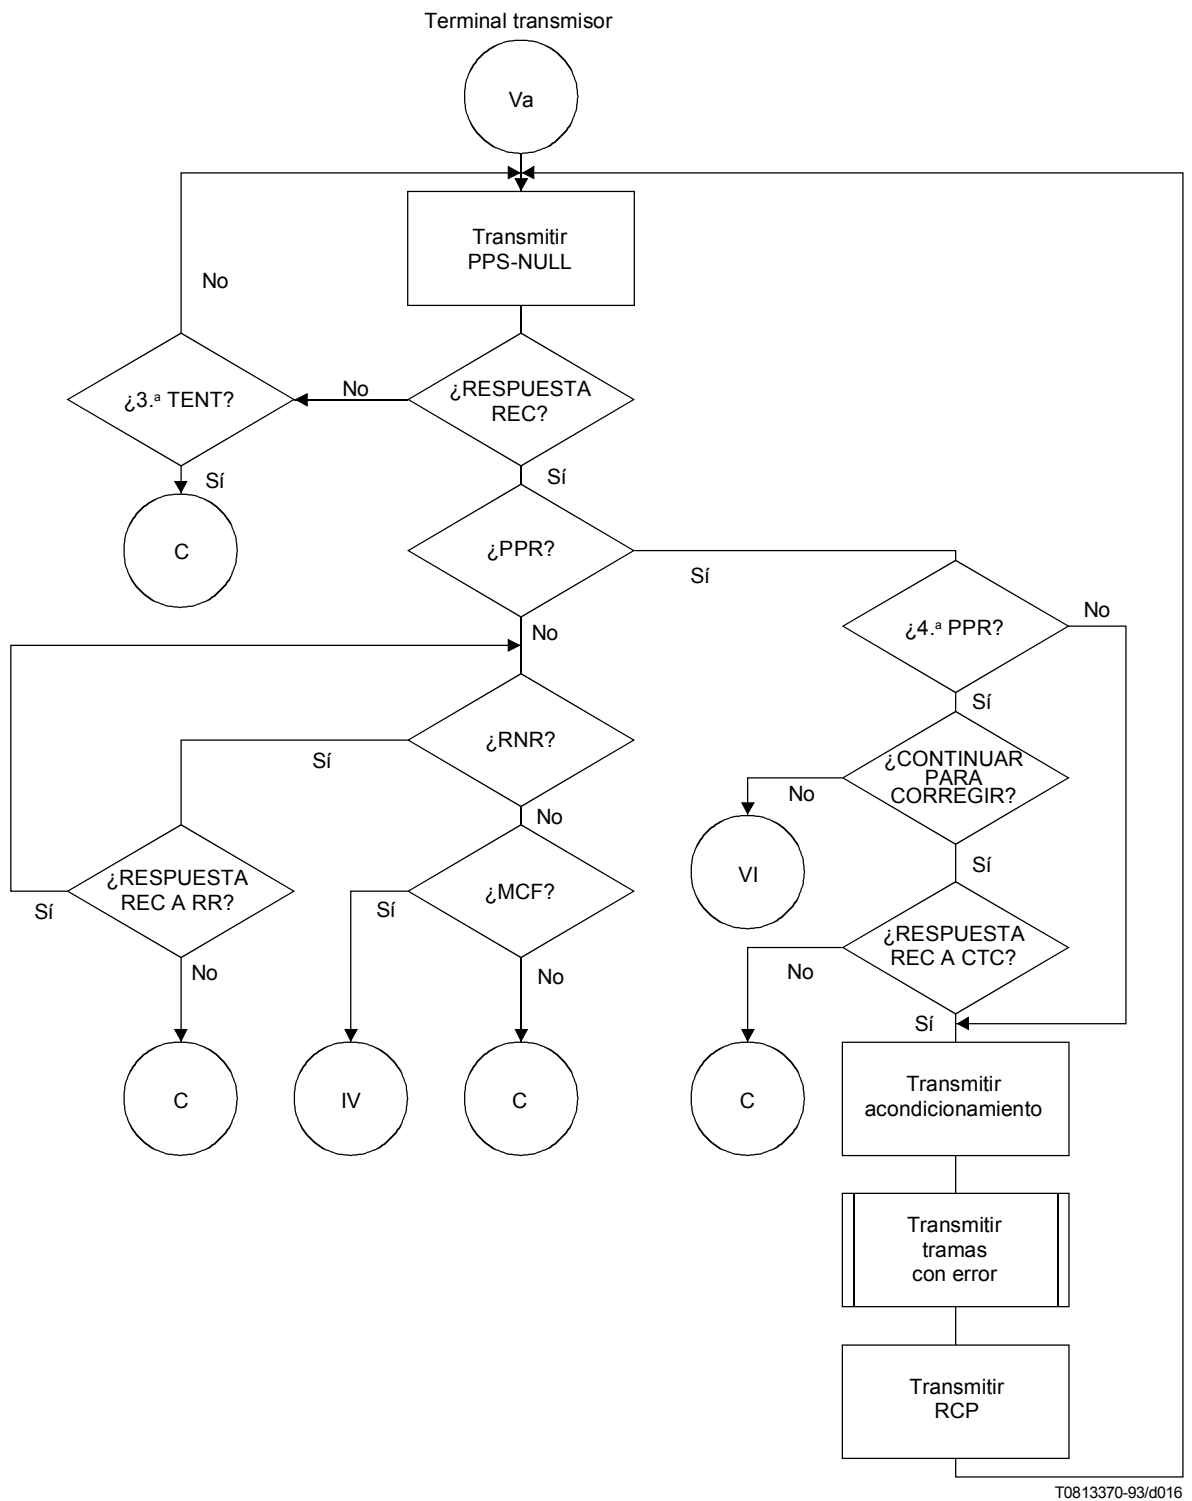 Terminal transmisor
Va
Transmitir
PPS-NULL
No
¿3.ª TENT?
No
¿RESPUESTA
REC?
Sí
Sí
C
¿PPR?
Sí
No
¿4.ª PPR?
No
Sí
¿RNR?
Sí
¿CONTINUAR
PARA
CORREGIR?
No
No
Sí
VI
¿RESPUESTA
REC A RR?
Sí
¿MCF?
Sí
¿RESPUESTA
REC A CTC?
No
No
No
Sí
C
IV
C
C
Transmitir
acondicionamiento
Transmitir
tramas
con error
Transmitir
RCP
T0813370-93/d016